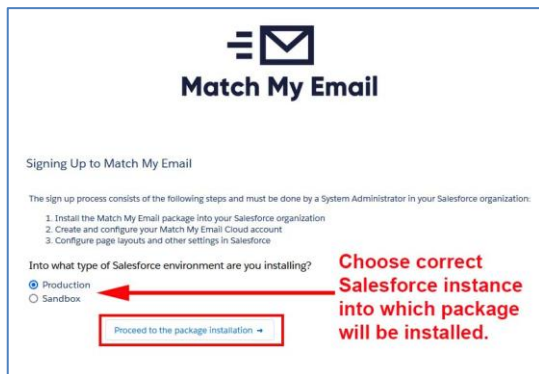 Match My Email
Signing Up to Match My Email
The sign up process consists of the following steps and must be done by a System Administrator in your Salesforce organization:
1. Install the Match My Email package into your Salesforce organization
2. Create and configure your Match My Email Cloud account
3. Configure page layouts and other settings in Salesforce
Into what type of Salesforce environment are you installing?
Production
Sandbox
Proceed to the package installation →
Choose correct
Salesforce instance
into which package
will be installed.